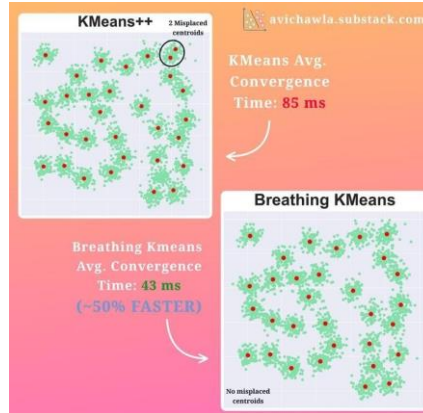 KMeans++
2 Misplaced
centroids
avichawla.substack.com
KMeans Avg.
Convergence
Time: 85 ms
Breathing KMeans
Breathing Kmeans
Avg. Convergence
Time: 43 ms
(~50% FASTER)
No misplaced
centroids